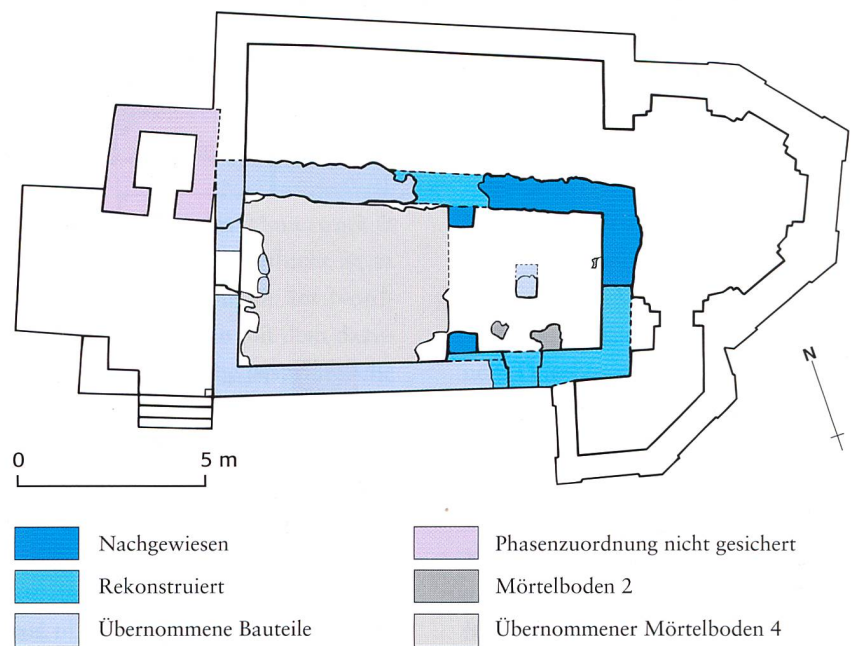 N
0 5 m
Nachgewiesen
Rekonstruiert
Übernommene Bauteile
Phasenzuordnung nicht gesichert
Mörtelboden 2
Übernommener Mörtelboden 4